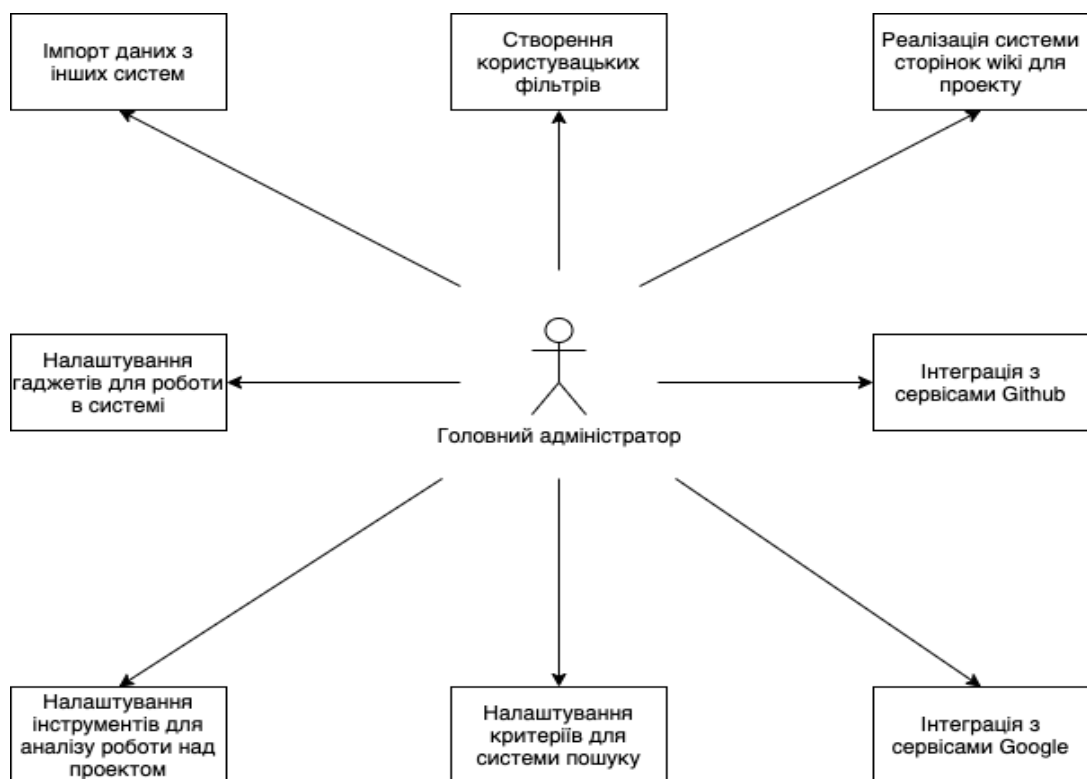 Імпорт даних з
інших систем
Створення
користувацьких
фільтрів
Реалізація системи
сторінок wiki для
проекту
Налаштування
гаджетів для роботи
в системі
Головний адміністратор
Інтеграція з
сервісами Github
Налаштування
інструментів для
аналізу роботи над
проектом
Налаштування
критеріїв для
системи пошуку
Інтеграція з
сервісами Google